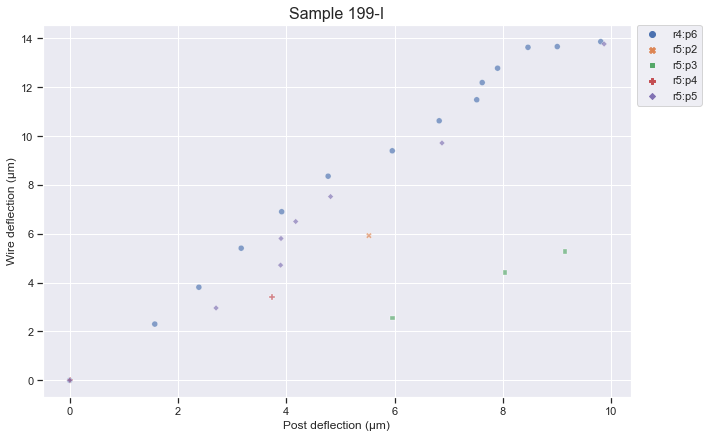 Sample 199-I
r4:p6
r5:p2
r5:p3
r5:p4
r5:p5
14
12
10
8
6
4
2
0
Wire deflection (µm)
0 2 4 6 8 10
Post deflection (µm)